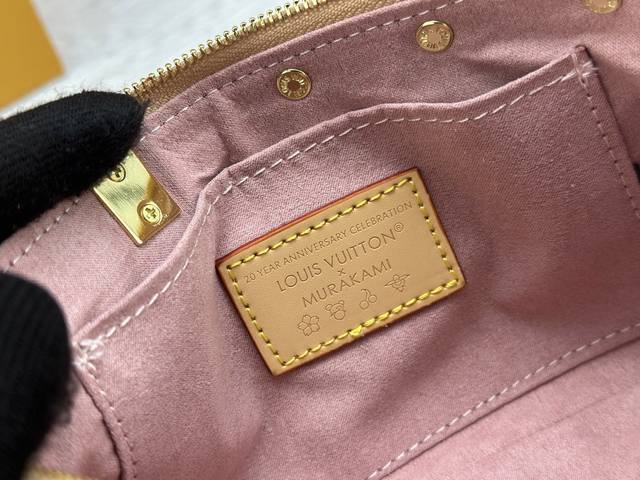 20 YEAR ANNIVERSARY CELEBRATION
LOUIS VUITTON®
×
MURAKAMI